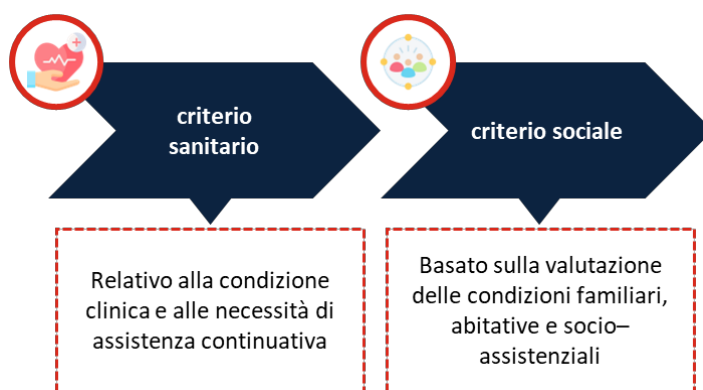 criterio
sanitario
criterio sociale
Relativo alla condizione
clinica e alle necessità di
assistenza continuativa
Basato sulla valutazione
delle condizioni familiari,
abitative e socio–
assistenziali